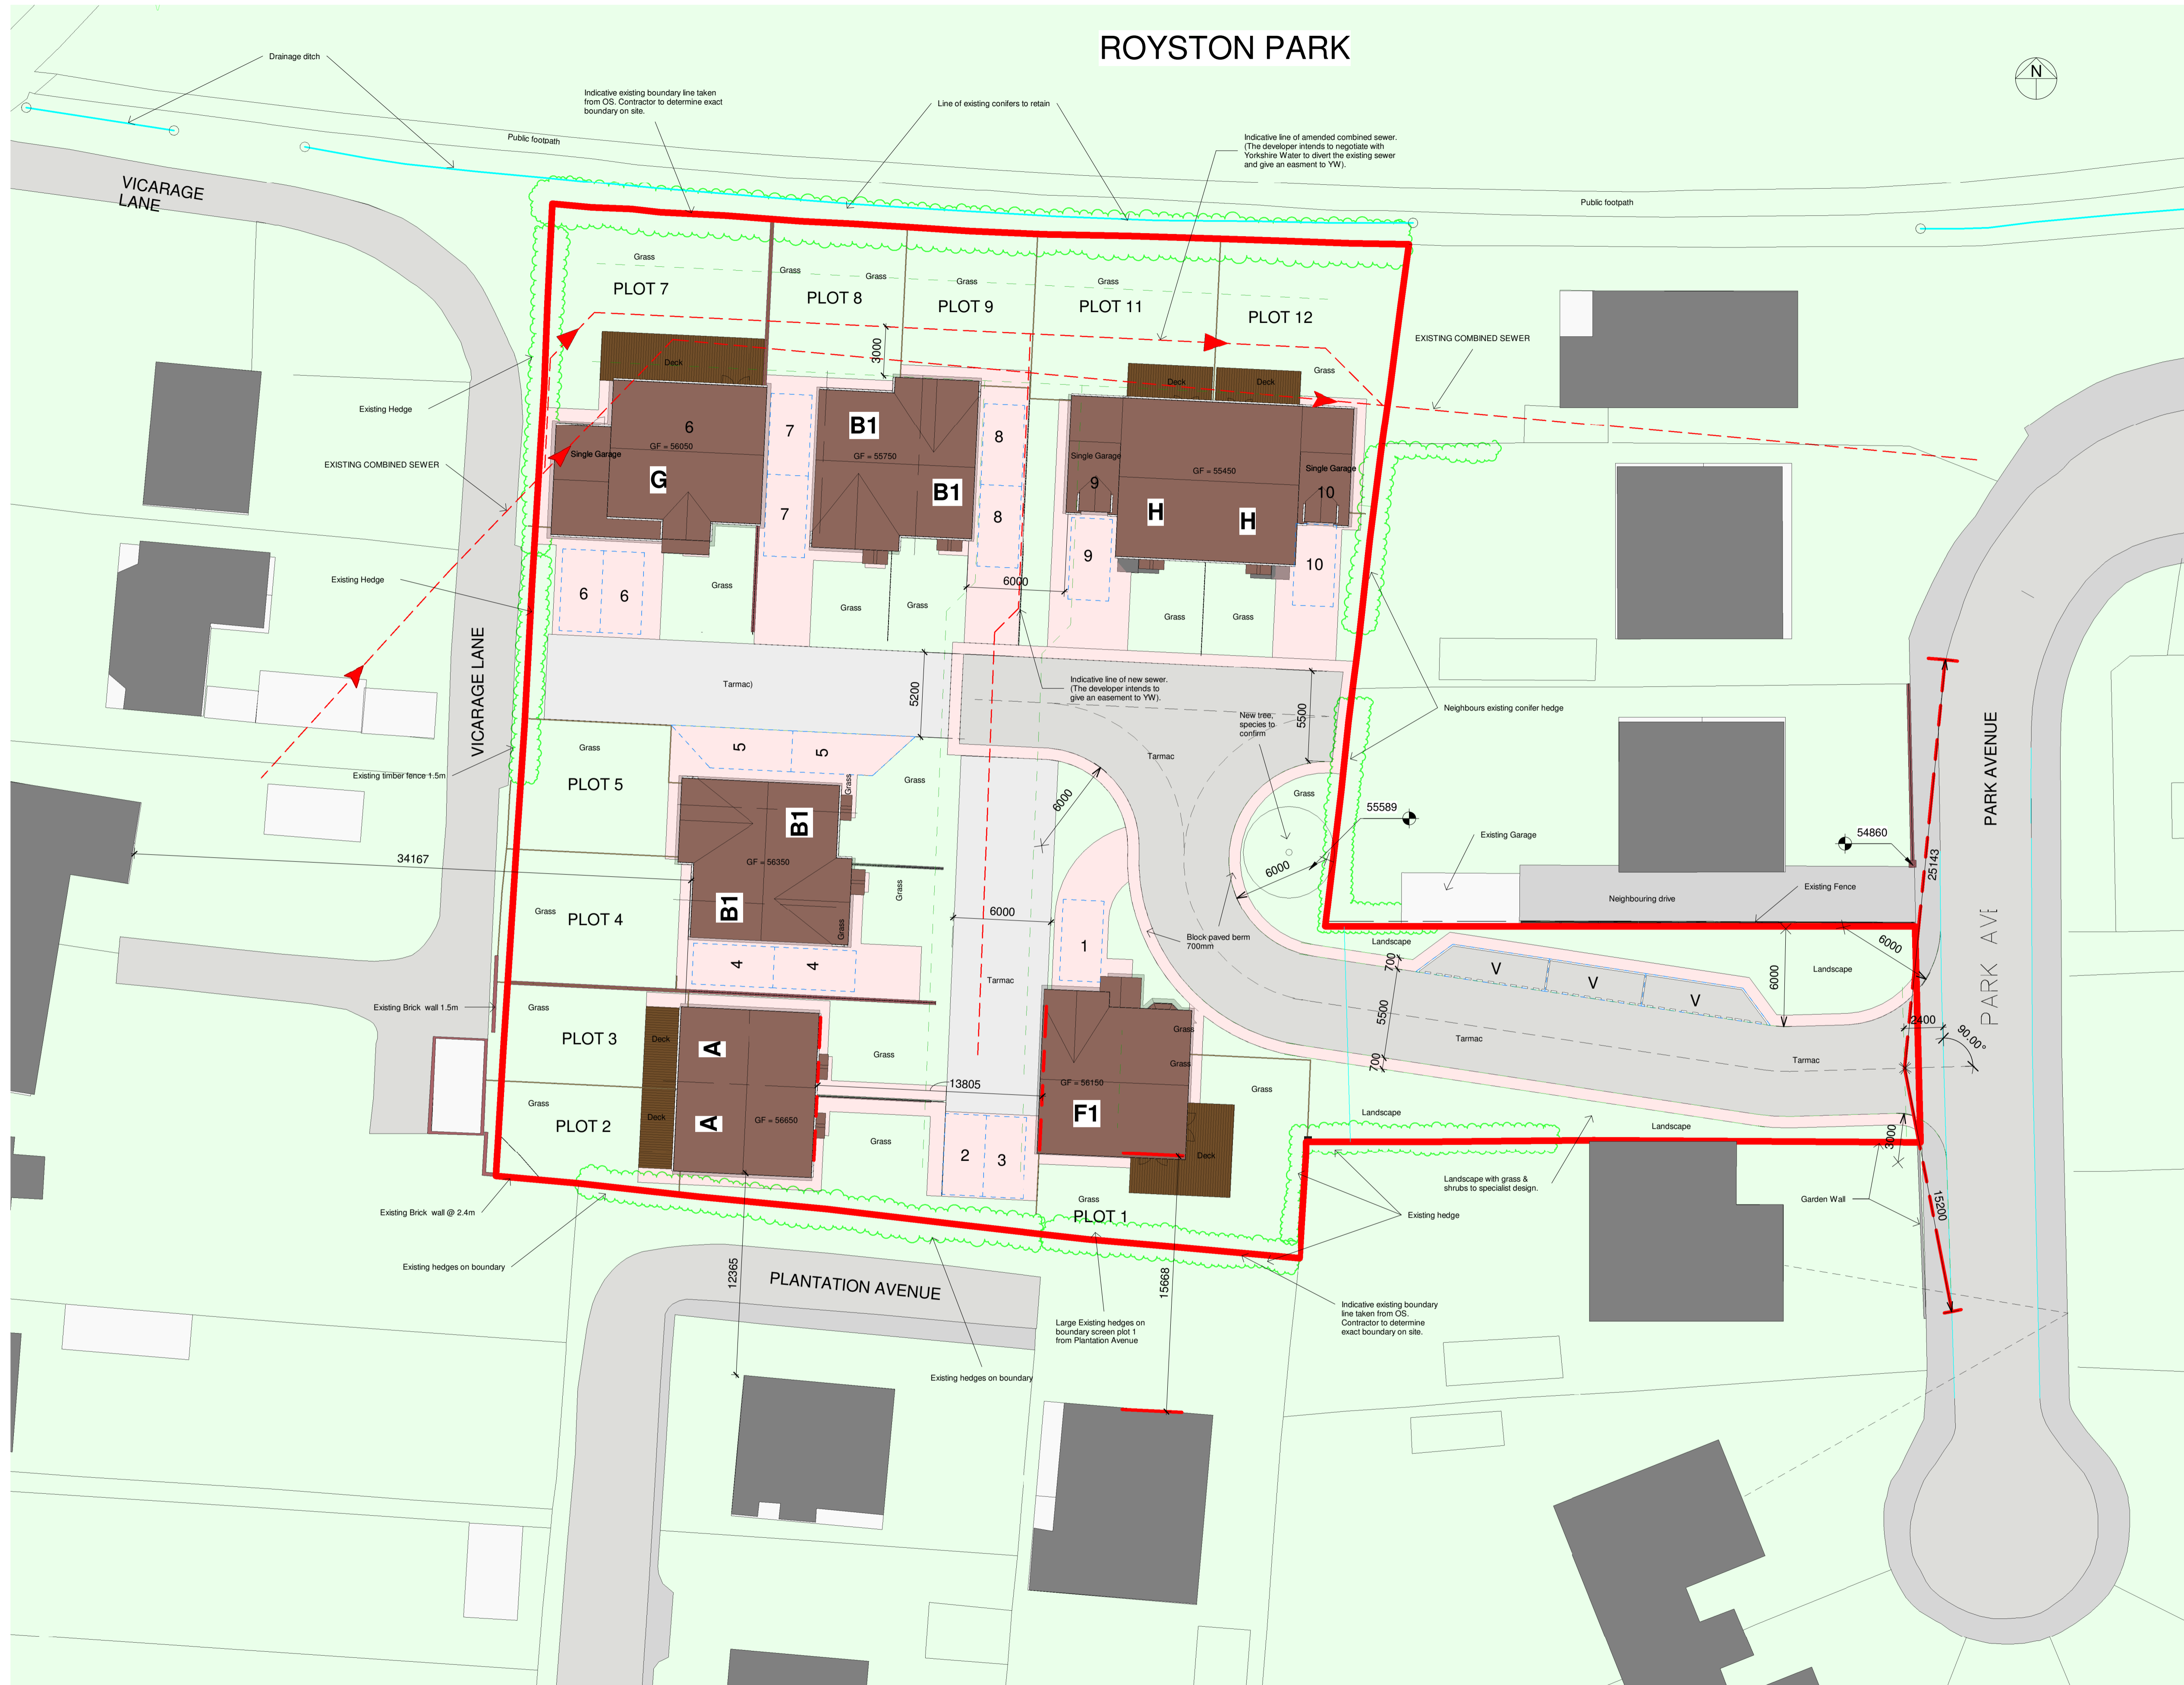 ROYSTON PARK
N
Drainage ditch
Indicative existing boundary line taken
from OS. Contractor to determine exact
boundary on site.
Line of existing conifers to retain
Public footpath
Indicative line of amended combined sewer.
(The developer intends to negotiate with
Yorkshire Water to divert the existing sewer
and give an easment to YW).
Public footpath
VICARAGE
LANE
Grass
PLOT 7
Grass
Grass
PLOT 8
Grass
PLOT 9
Grass
PLOT 11
PLOT 12
Grass
EXISTING COMBINED SEWER
3000
Deck
Deck
Deck
Existing Hedge
6
GF = 56050
Single Garage
G
7
7
B1
GF = 55750
B1
8
8
Single Garage
9
GF = 55450
Single Garage
10
H
H
EXISTING COMBINED SEWER
9
10
Existing Hedge
6
6
Grass
Grass
Grass
6000
Grass
Grass
VICARAGE LANE
Tarmac)
5200
Indicative line of new sewer.
(The developer intends to
give an easement to YW).
New tree,
species to
confirm
5500
Neighbours existing conifer hedge
Tarmac
Grass
PLOT 5
5
5
Existing timber fence 1.5m
Grass
Grass
6000
Grass
55589
Existing Garage
54860
25143
PARK AVENUE
B1
GF = 56350
B1
34167
6000
Grass
PLOT 4
Grass
Grass
6000
Neighbouring drive
Existing Fence
PARK AVE
Block paved berm
700mm
Landscape
700
V
V
V
6000
Landscape
6000
1
4
4
Tarmac
Existing Brick wall 1.5m
Grass
PLOT 3
Deck
A
Grass
5500
Tarmac
Tarmac
2400
90.00°
Grass
Grass
700
GF = 56150
F1
13805
Grass
Grass
PLOT 2
Deck
A
GF = 56650
Grass
2
3
Deck
Landscape
Landscape
3000
Landscape with grass &
shrubs to specialist design.
Garden Wall
15200
Existing Brick wall @ 2.4m
Grass
PLOT 1
Existing hedge
Existing hedges on boundary
12365
PLANTATION AVENUE
15668
Large Existing hedges on
boundary screen plot 1
from Plantation Avenue
Indicative existing boundary
line taken from OS.
Contractor to determine
exact boundary on site.
Existing hedges on boundary